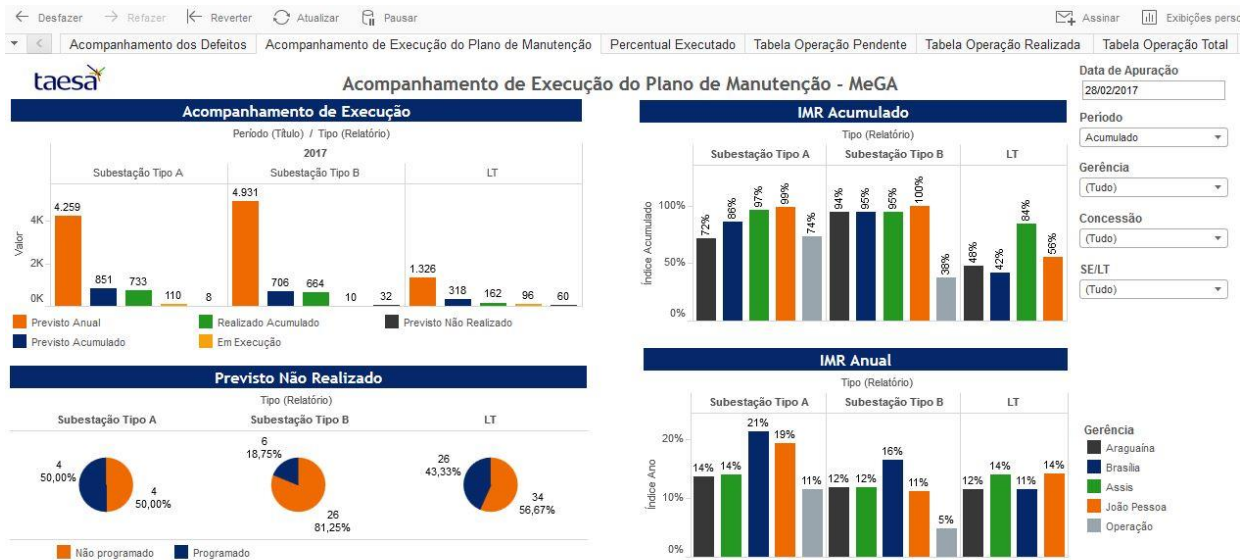 Desfazer Refazer Reverter Atualizar Pausar Assinar Exibições perso
Acompanhamento dos Defeitos Acompanhamento de Execução do Plano de Manutenção Percentual Executado Tabela Operação Pendente Tabela Operação Realizada Tabela Operação Total
taesa
Acompanhamento de Execução do Plano de Manutenção - MeGA
Acompanhamento de Execução
Período (Título) / Tipo (Relatório)
2017
Subestação Tipo A Subestação Tipo B LT
Valor
4K
2K
0K
4.259 851 733 110 8
4.931 706 664 10 32
1.326 318 162 96 60
Previsto Anual Realizado Acumulado Previsto Não Realizado
Previsto Acumulado Em Execução
Previsto Não Realizado
Tipo (Relatório)
Subestação Tipo A Subestação Tipo B LT
4
50,00%
4
50,00%
6
18,75%
26
81,25%
26
43,33%
34
56,67%
Não programado Programado
IMR Acumulado
Tipo (Relatório)
Subestação Tipo A Subestação Tipo B LT
Índice Acumulado
100%
50%
0%
72% 86% 97% 99% 74%
94% 95% 95% 100% 38%
48% 42% 84% 56%
IMR Anual
Tipo (Relatório)
Subestação Tipo A Subestação Tipo B LT
Índice Ano
20%
10%
0%
14% 14% 21% 19% 11%
12% 12% 16% 11% 5%
12% 14% 11% 14%
Data de Apuração
28/02/2017
Período
Acumulado
Gerência
(Tudo)
Concessão
(Tudo)
SE/LT
(Tudo)
Gerência
Araguaína
Brasília
Assis
João Pessoa
Operação